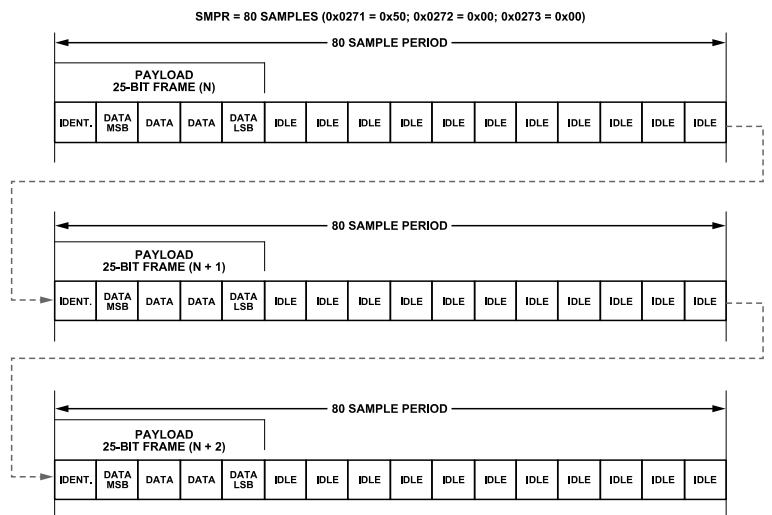 SMPR = 80 SAMPLES (0x0271 = 0x50; 0x0272 = 0x00; 0x0273 = 0x00)
80 SAMPLE PERIOD
PAYLOAD
25-BIT FRAME (N)
IDENT. DATA MSB DATA DATA DATA LSB IDLE IDLE IDLE IDLE IDLE IDLE IDLE IDLE IDLE IDLE IDLE
80 SAMPLE PERIOD
PAYLOAD
25-BIT FRAME (N + 1)
IDENT. DATA MSB DATA DATA DATA LSB IDLE IDLE IDLE IDLE IDLE IDLE IDLE IDLE IDLE IDLE IDLE
80 SAMPLE PERIOD
PAYLOAD
25-BIT FRAME (N + 2)
IDENT. DATA MSB DATA DATA DATA LSB IDLE IDLE IDLE IDLE IDLE IDLE IDLE IDLE IDLE IDLE IDLE